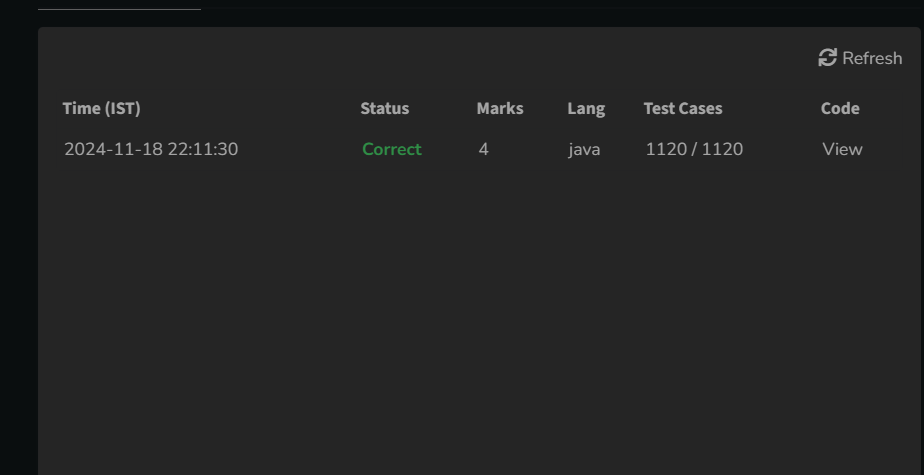 Refresh
Time (IST) Status Marks Lang Test Cases Code
2024-11-18 22:11:30 Correct 4 java 1120 / 1120 View